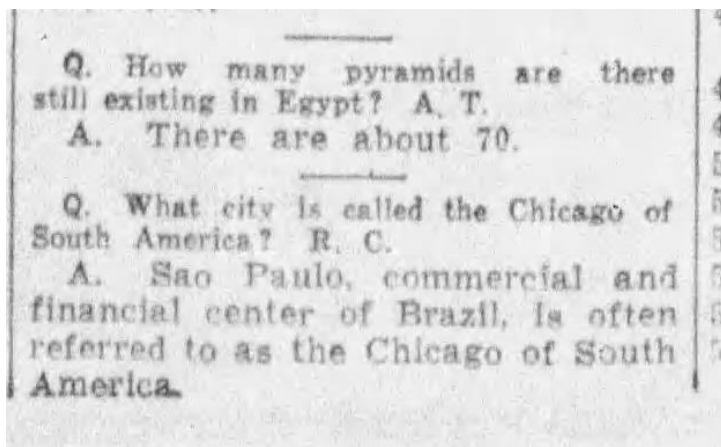 Q. How many pyramids are there
still existing in Egypt? A. T.
A. There are about 70.
Q. What city is called the Chicago of
South America? R. C.
A. Sao Paulo, commercial and
financial center of Brazil, is often
referred to as the Chicago of South
America.